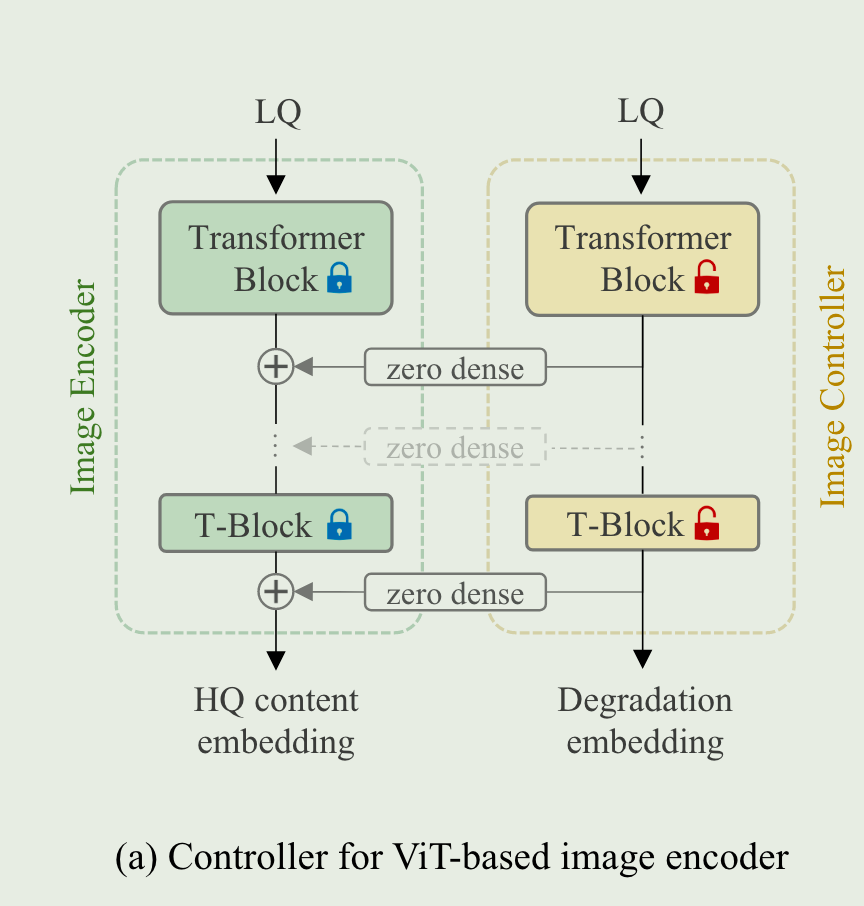 LQ
LQ
Image Encoder
Transformer
Block
Transformer
Block
Image Controller
zero dense
zero dense
T-Block
T-Block
zero dense
HQ content
embedding
Degradation
embedding
(a) Controller for ViT-based image encoder